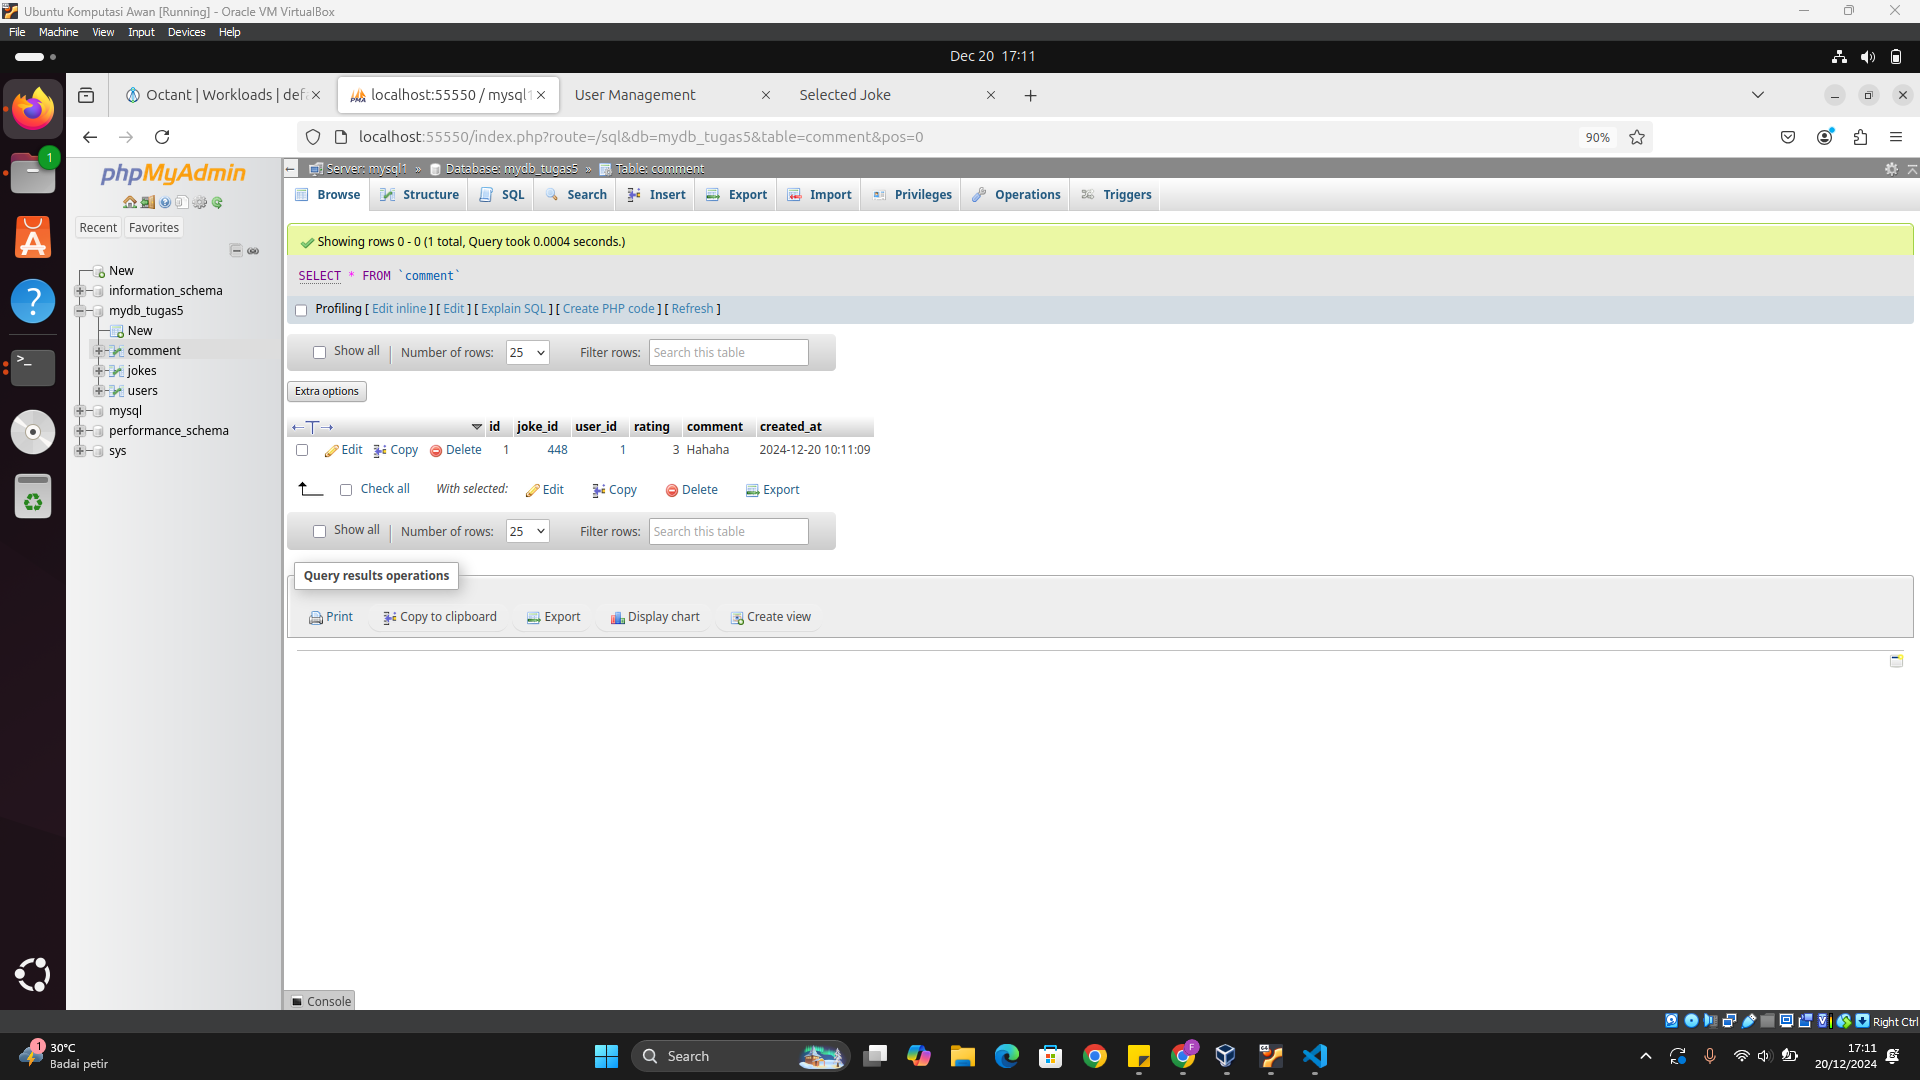 Ubuntu Komputasi Awan [Running] - Oracle VM VirtualBox
File Machine View Input Devices Help
Dec 20 17:11
Octant | Workloads | defa
localhost:55550 / mysql1
User Management
Selected Joke
localhost:55550/index.php?route=/sql&db=mydb_tugas5&table=comment&pos=0
90%
1
phpMyAdmin
Recent Favorites
New
information_schema
mydb_tugas5
New
comment
jokes
users
mysql
performance_schema
sys
Server: mysql1 » Database: mydb_tugas5 » Table: comment
Browse Structure SQL Search Insert Export Import Privileges Operations Triggers
Showing rows 0 - 0 (1 total, Query took 0.0004 seconds.)
SELECT * FROM `comment`
Profiling [ Edit inline ] [ Edit ] [ Explain SQL ] [ Create PHP code ] [ Refresh ]
Show all Number of rows: 25 Filter rows: Search this table
Extra options
id joke_id user_id rating comment created_at
Edit Copy Delete 1 448 1 3 Hahaha 2024-12-20 10:11:09
Check all With selected: Edit Copy Delete Export
Show all Number of rows: 25 Filter rows: Search this table
Query results operations
Print Copy to clipboard Export Display chart Create view
Console
Right Ctrl
1
30°C
Badai petir
Search
F
17:11
20/12/2024